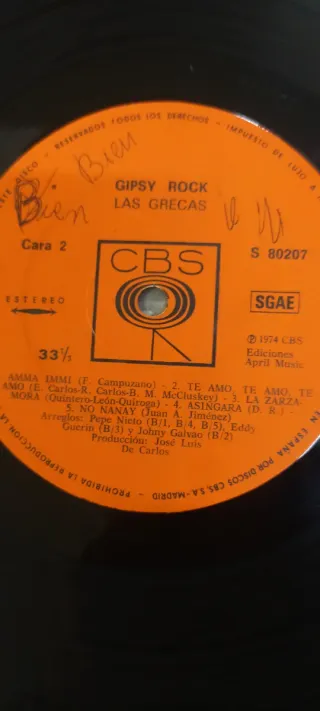 ESTE DISCO - RESERVADOS TODOS LOS DERECHOS - IMPUESTO DE LUJO A
Bien Bien
GIPSY ROCK
LAS GRECAS
Cara 2
S 80207
CBS
ESTEREO
SGAE
33⅓
℗ 1974 CBS
Ediciones
April Music
AMMA IMMI (F. Campuzano) - 2. TE AMO, TE AMO, TE
AMO (E. Carlos-R. Carlos-B. M. McCluskey) - 3. LA ZARZA-
MORA (Quintero-León-Quiroga) - 4. ASINGARA (D. R.) -
5. NO NANAY (Juan A. Jiménez)
Arreglos: Pepe Nieto (B/1, B/4, B/5), Eddy
Guerin (B/3) y Johny Galvao (B/2)
Producción: José Luis
De Carlos
EN ESPAÑA POR DISCOS CBS, S.A.-MADRID - PROHIBIDA LA REPRODUCCION